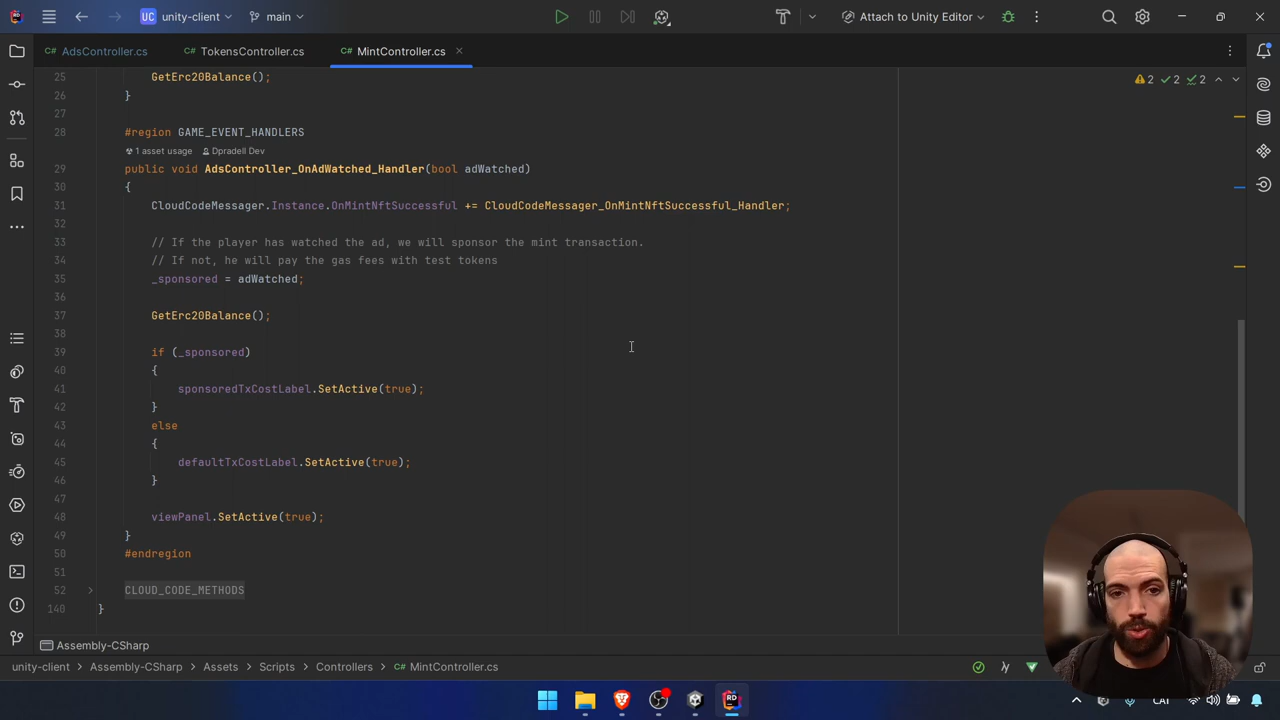 UC unity-client main Attach to Unity Editor
C# AdsController.cs C# TokensController.cs C# MintController.cs
2 2 2
25 GetErc20Balance();
26 }
27
28 #region GAME_EVENT_HANDLERS
1 asset usage Dpradell Dev
29 public void AdsController_OnAdWatched_Handler(bool adWatched)
30 {
31 CloudCodeMessager.Instance.OnMintNftSuccessful += CloudCodeMessager_OnMintNftSuccessful_Handler;
32
33 // If the player has watched the ad, we will sponsor the mint transaction.
34 // If not, he will pay the gas fees with test tokens
35 _sponsored = adWatched;
36
37 GetErc20Balance();
38
39 if (_sponsored)
40 {
41 sponsoredTxCostLabel.SetActive(true);
42 }
43 else
44 {
45 defaultTxCostLabel.SetActive(true);
46 }
47
48 viewPanel.SetActive(true);
49 }
50 #endregion
51
52 CLOUD_CODE_METHODS
140 }
Assembly-CSharp
unity-client Assembly-CSharp Assets Scripts Controllers C# MintController.cs
CAT